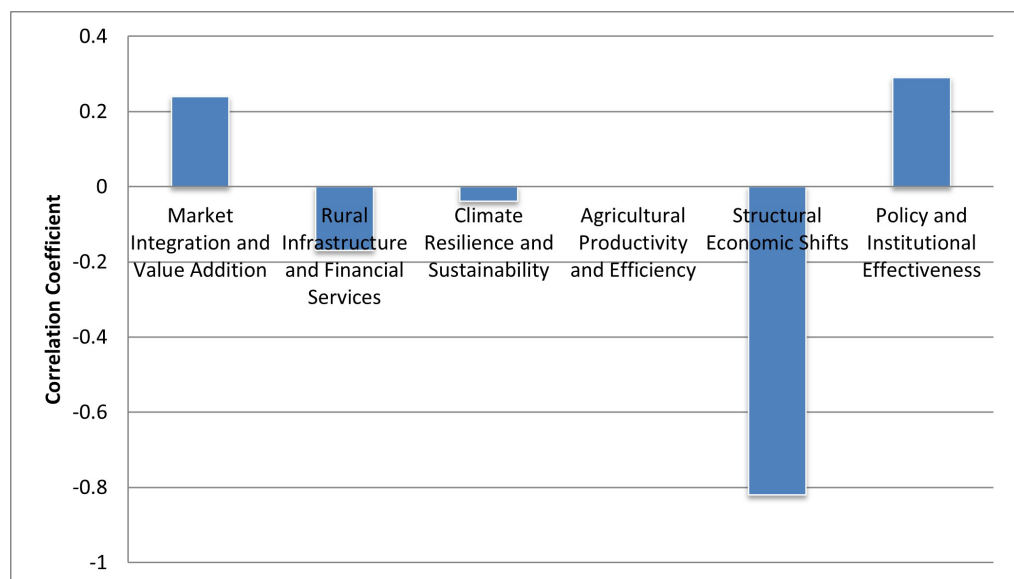 0.4
0.2
0
-0.2
-0.4
-0.6
-0.8
-1
Correlation Coefficient
Market
Integration and
Value Addition
Rural
Infrastructure
and Financial
Services
Climate
Resilience and
Sustainability
Agricultural
Productivity
and Efficiency
Structural
Economic Shifts
Policy and
Institutional
Effectiveness